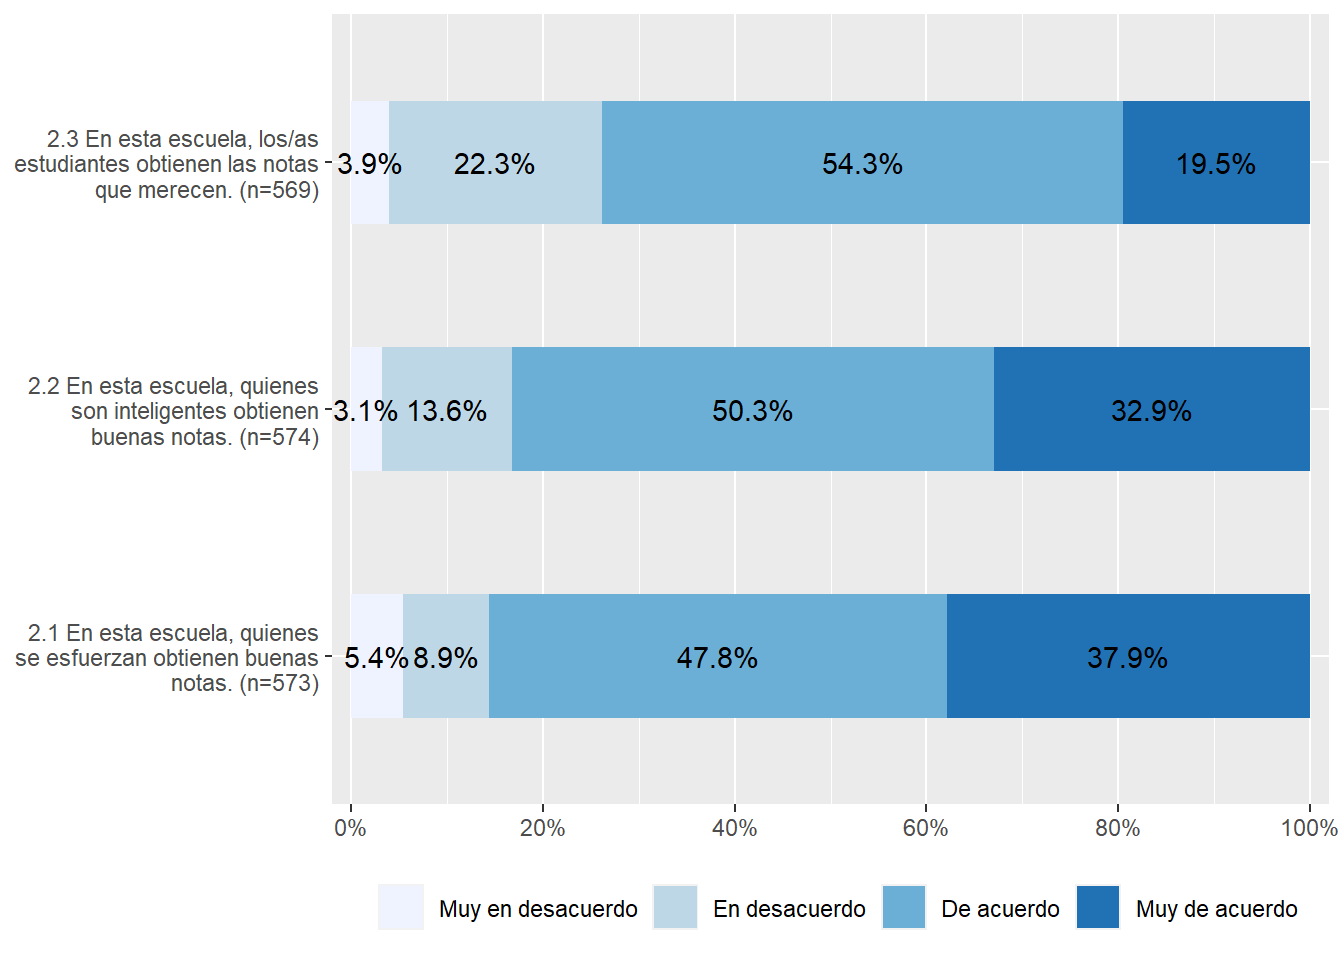 2.3 En esta escuela, los/as
estudiantes obtienen las notas
que merecen. (n=569)
3.9% 22.3% 54.3% 19.5%
2.2 En esta escuela, quienes
son inteligentes obtienen
buenas notas. (n=574)
3.1% 13.6% 50.3% 32.9%
2.1 En esta escuela, quienes
se esfuerzan obtienen buenas
notas. (n=573)
5.4% 8.9% 47.8% 37.9%
0% 20% 40% 60% 80% 100%
Muy en desacuerdo En desacuerdo De acuerdo Muy de acuerdo